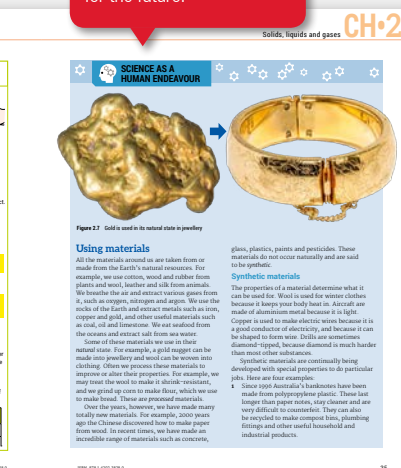 for the future.
Solids, liquids and gases
CH•2
SCIENCE AS A
HUMAN ENDEAVOUR
Figure 2.7 Gold is used in its natural state in jewellery
Using materials
All the materials around us are taken from or
made from the Earth's natural resources. For
example, we use cotton, wood and rubber from
plants and wool, leather and silk from animals.
We breathe the air and extract various gases from
it, such as oxygen, nitrogen and argon. We use the
rocks of the Earth and extract metals such as iron,
copper and gold, and other useful materials such
as coal, oil and limestone. We eat seafood from
the oceans and extract salt from sea water.
Some of these materials we use in their
natural state. For example, a gold nugget can be
made into jewellery and wool can be woven into
clothing. Often we process these materials to
improve or alter their properties. For example, we
may treat the wool to make it shrink-resistant,
and we grind up corn to make flour, which we use
to make bread. These are processed materials.
Over the years, however, we have made many
totally new materials. For example, 2000 years
ago the Chinese discovered how to make paper
from wood. In recent times, we have made an
incredible range of materials such as concrete,
glass, plastics, paints and pesticides. These
materials do not occur naturally and are said
to be synthetic.
Synthetic materials
The properties of a material determine what it
can be used for. Wool is used for winter clothes
because it keeps your body heat in. Aircraft are
made of aluminium metal because it is light.
Copper is used to make electric wires because it is
a good conductor of electricity, and because it can
be shaped to form wire. Drills are sometimes
diamond-tipped, because diamond is much harder
than most other substances.
Synthetic materials are continually being
developed with special properties to do particular
jobs. Here are four examples:
1 Since 1996 Australia's banknotes have been
made from polypropylene plastic. These last
longer than paper notes, stay cleaner and are
very difficult to counterfeit. They can also
be recycled to make compost bins, plumbing
fittings and other useful household and
industrial products.